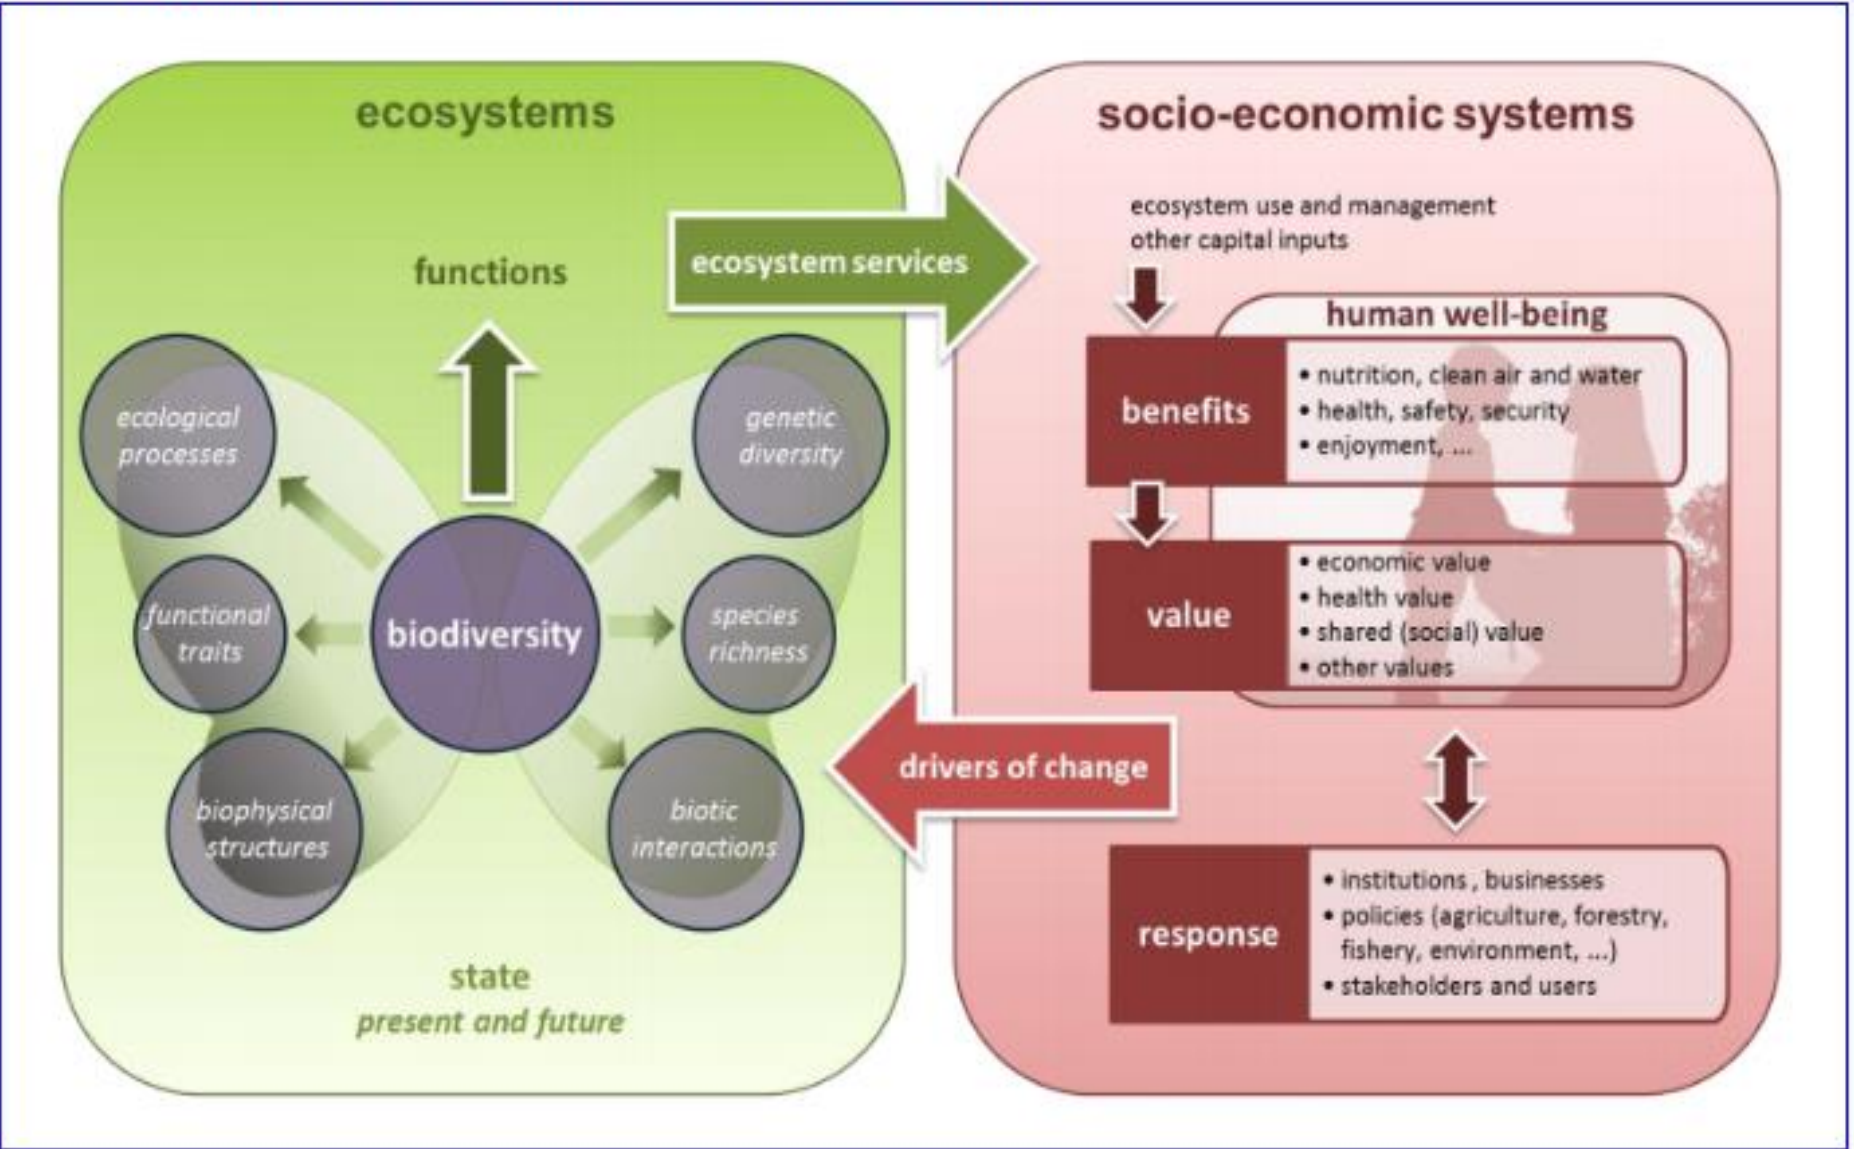 ecosystems
functions
ecosystem services
ecological
processes
genetic
diversity
functional
traits
biodiversity
species
richness
biophysical
structures
biotic
interactions
state
present and future
socio-economic systems
ecosystem use and management
other capital inputs
human well-being
benefits
• nutrition, clean air and water
• health, safety, security
• enjoyment, ...
value
• economic value
• health value
• shared (social) value
• other values
drivers of change
response
• institutions , businesses
• policies (agriculture, forestry,
fishery, environment, ...)
• stakeholders and users